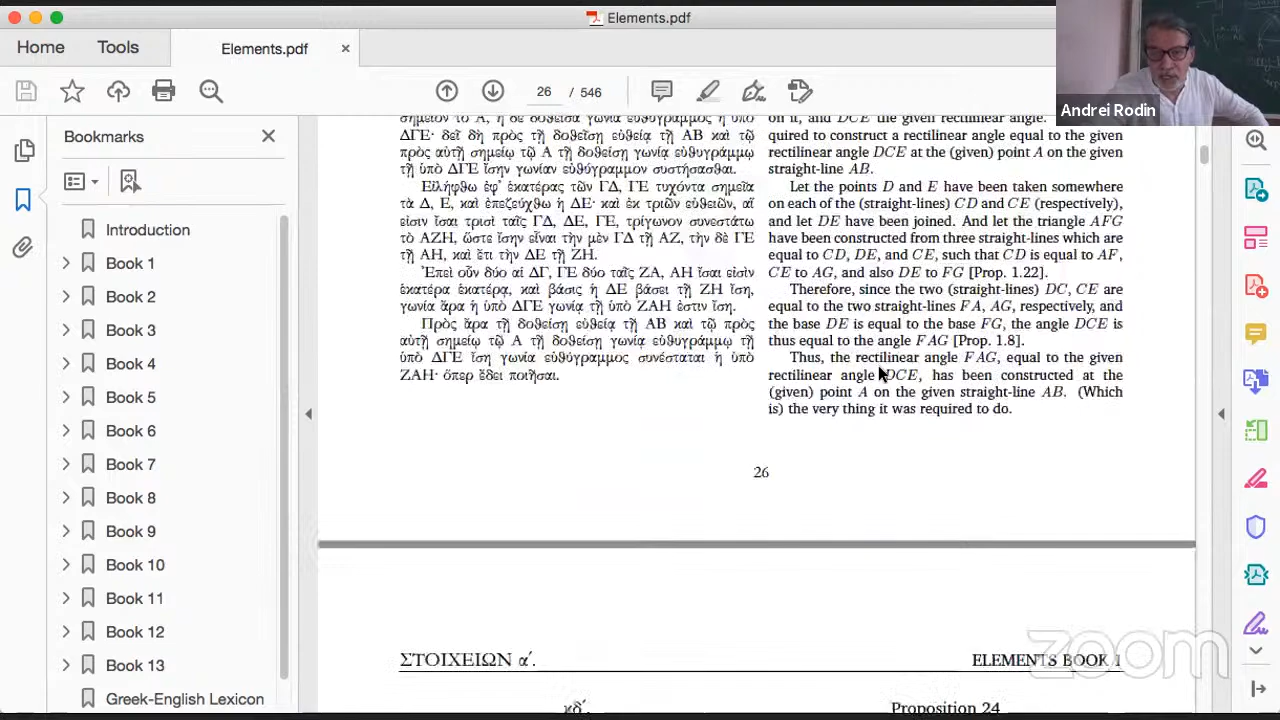 Elements.pdf
Home
Tools
Elements.pdf
26 / 546
Andrei Rodin
Bookmarks
Introduction
Book 1
Book 2
Book 3
Book 4
Book 5
Book 6
Book 7
Book 8
Book 9
Book 10
Book 11
Book 12
Book 13
Greek-English Lexicon
σημεῖον τὸ Α, ἡ δὲ δοθεῖσα γωνία εὐθύγραμμος ἡ ὑπὸ
ΔΓΕ· δεῖ δὴ πρὸς τῇ δοθείσῃ εὐθείᾳ τῇ ΑΒ καὶ τῷ
πρὸς αὐτῇ σημείῳ τῷ Α τῇ δοθείσῃ γωνίᾳ εὐθυγράμμῳ
τῇ ὑπὸ ΔΓΕ ἴσην γωνίαν εὐθύγραμμον συστήσασθαι.
Εἰλήφθω ἐφ᾿ ἑκατέρας τῶν ΓΔ, ΓΕ τυχόντα σημεῖα
τὰ Δ, Ε, καὶ ἐπεζεύχθω ἡ ΔΕ· καὶ ἐκ τριῶν εὐθειῶν, αἵ
εἰσιν ἴσαι τρισὶ ταῖς ΓΔ, ΔΕ, ΓΕ, τρίγωνον συνεστάτω
τὸ ΑΖΗ, ὥστε ἴσην εἶναι τὴν μὲν ΓΔ τῇ ΑΖ, τὴν δὲ ΓΕ
τῇ ΑΗ, καὶ ἔτι τὴν ΔΕ τῇ ΖΗ.
᾿Επεὶ οὖν δύο αἱ ΔΓ, ΓΕ δύο ταῖς ΖΑ, ΑΗ ἴσαι εἰσὶν
ἑκατέρα ἑκατέρᾳ, καὶ βάσις ἡ ΔΕ βάσει τῇ ΖΗ ἴση,
γωνία ἄρα ἡ ὑπὸ ΔΓΕ γωνίᾳ τῇ ὑπὸ ΖΑΗ ἐστιν ἴση.
Πρὸς ἄρα τῇ δοθείσῃ εὐθείᾳ τῇ ΑΒ καὶ τῷ πρὸς
αὐτῇ σημείῳ τῷ Α τῇ δοθείσῃ γωνίᾳ εὐθυγράμμῳ τῇ
ὑπὸ ΔΓΕ ἴση γωνία εὐθύγραμμος συνέσταται ἡ ὑπὸ
ΖΑΗ· ὅπερ ἔδει ποιῆσαι.
on it, and DCE the given rectilinear angle.
quired to construct a rectilinear angle equal to the given
rectilinear angle DCE at the (given) point A on the given
straight-line AB.
Let the points D and E have been taken somewhere
on each of the (straight-lines) CD and CE (respectively),
and let DE have been joined. And let the triangle AFG
have been constructed from three straight-lines which are
equal to CD, DE, and CE, such that CD is equal to AF,
CE to AG, and also DE to FG [Prop. 1.22].
Therefore, since the two (straight-lines) DC, CE are
equal to the two straight-lines FA, AG, respectively, and
the base DE is equal to the base FG, the angle DCE is
thus equal to the angle FAG [Prop. 1.8].
Thus, the rectilinear angle FAG, equal to the given
rectilinear angle DCE, has been constructed at the
(given) point A on the given straight-line AB. (Which
is) the very thing it was required to do.
26
ΣΤΟΙΧΕΙΩΝ αʹ.
ELEMENTS BOOK 1
κδʹ.
Proposition 24
zoom